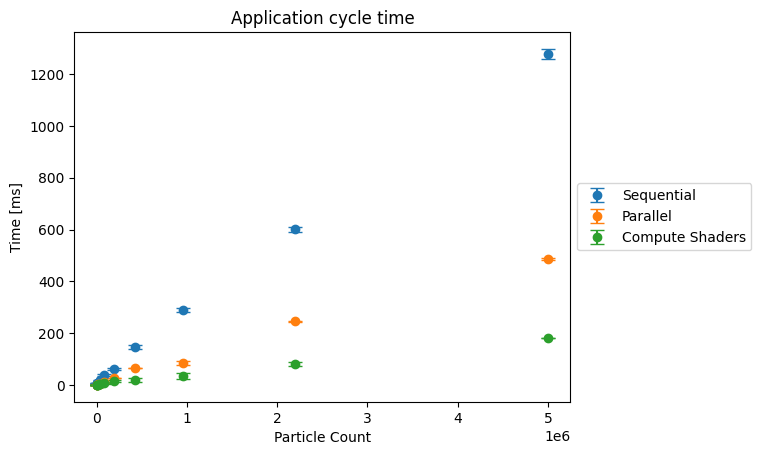 Application cycle time
Time [ms]
1200
1000
800
600
400
200
0
0 1 2 3 4 5
1e6
Particle Count
Sequential
Parallel
Compute Shaders